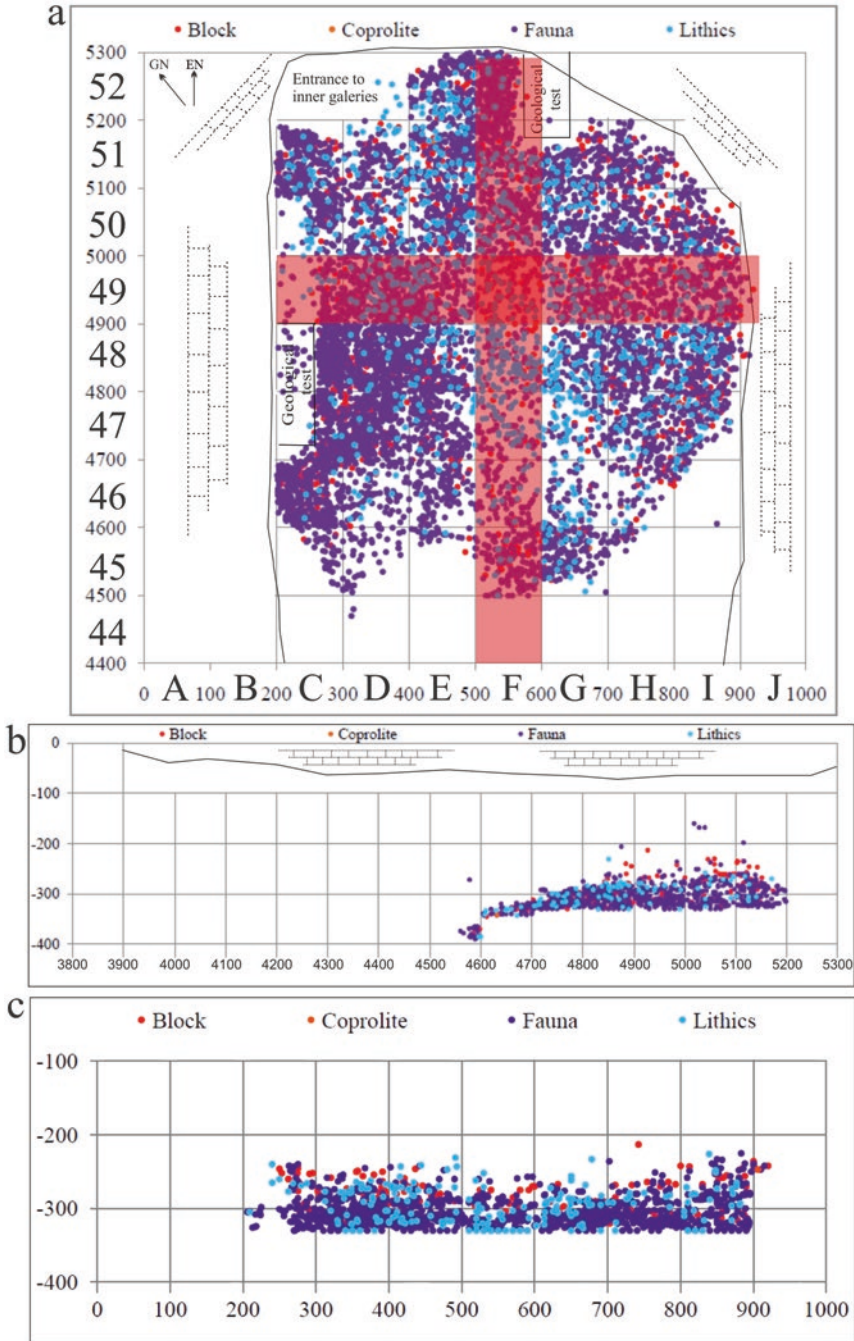 a
Block Coprolite Fauna Lithics
5300
52
GN EN
Entrance to
inner galeries
Geological
test
5200
51
5100
50
5000
49
4900
48
Geological
test
4800
47
4700
46
4600
45
4500
44
4400
0 A 100 B 200 C 300 D 400 E 500 F 600 G 700 H 800 I 900 J 1000
b
Block Coprolite Fauna Lithics
0
-100
-200
-300
-400
3800 3900 4000 4100 4200 4300 4400 4500 4600 4700 4800 4900 5000 5100 5200 5300
c
Block Coprolite Fauna Lithics
-100
-200
-300
-400
0 100 200 300 400 500 600 700 800 900 1000